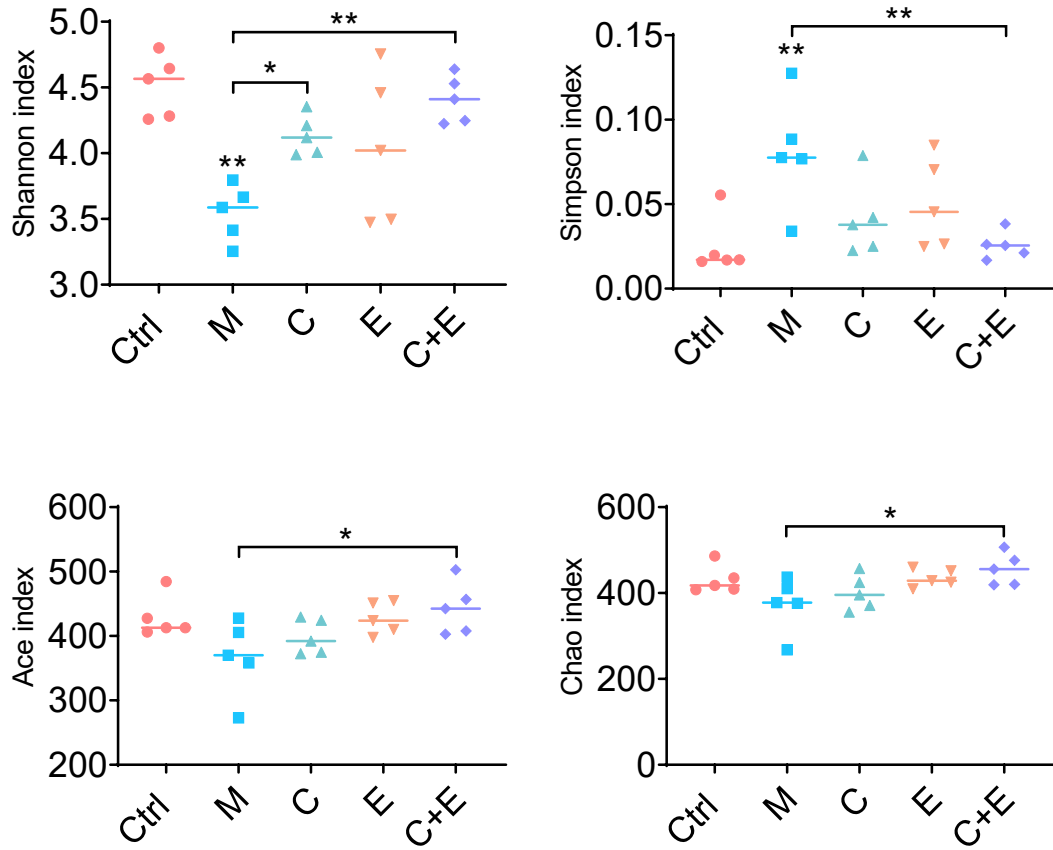 Shannon index
5.0
4.5
4.0
3.5
3.0
**
*
**
Ctrl
M
C
E
C+E
Simpson index
0.15
0.10
0.05
0.00
**
**
Ctrl
M
C
E
C+E
Ace index
600
500
400
300
200
*
Ctrl
M
C
E
C+E
Chao index
600
400
200
0
*
Ctrl
M
C
E
C+E